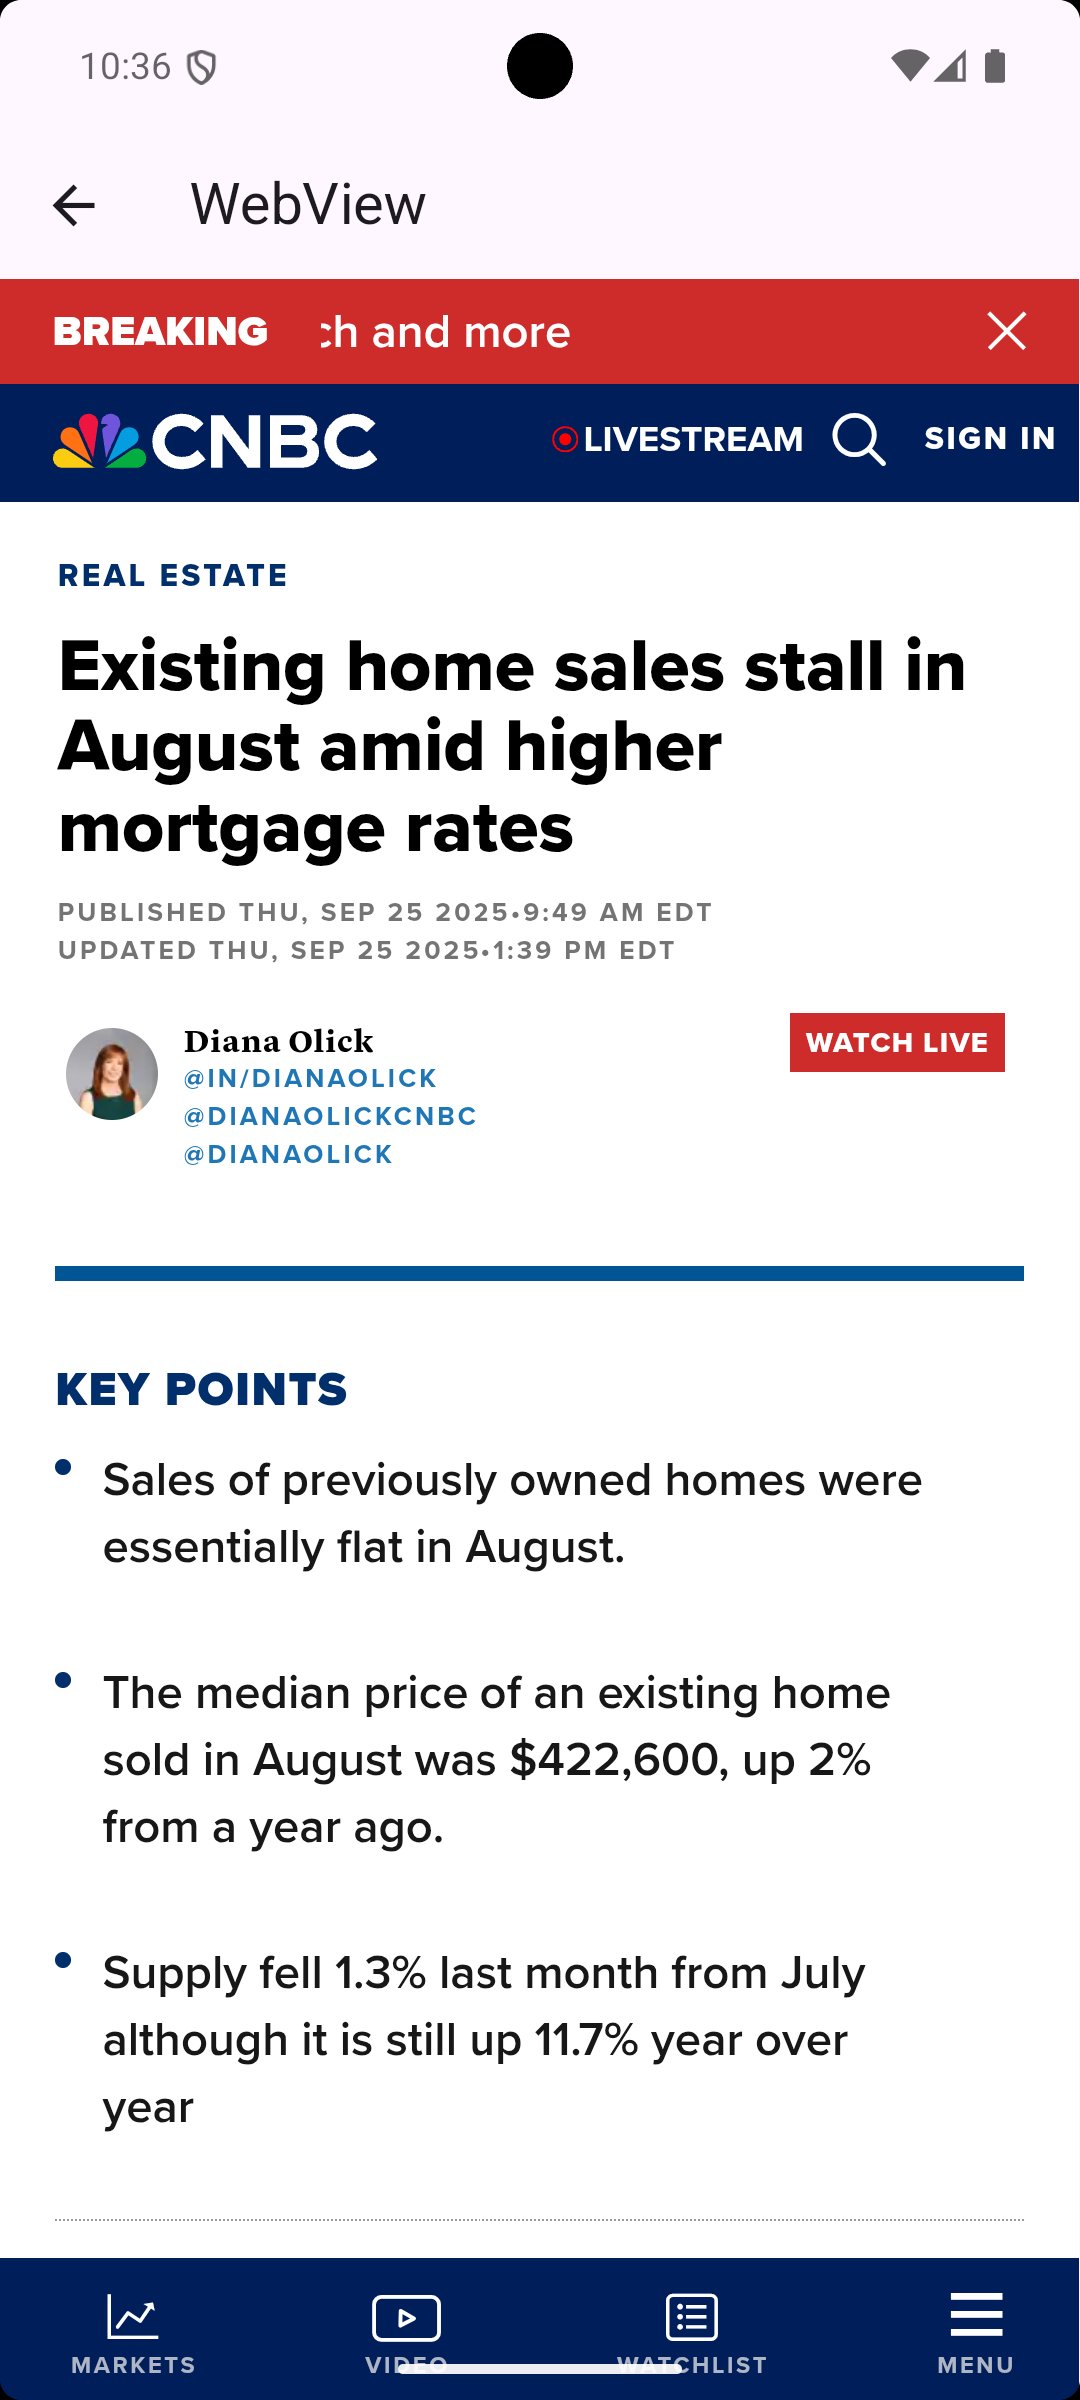 10:36
WebView
BREAKING ch and more
CNBC LIVESTREAM SIGN IN
REAL ESTATE
Existing home sales stall in
August amid higher
mortgage rates
PUBLISHED THU, SEP 25 2025•9:49 AM EDT
UPDATED THU, SEP 25 2025•1:39 PM EDT
Diana Olick
@IN/DIANAOLICK
@DIANAOLICKCNBC
@DIANAOLICK
WATCH LIVE
KEY POINTS
• Sales of previously owned homes were
essentially flat in August.
• The median price of an existing home
sold in August was $422,600, up 2%
from a year ago.
• Supply fell 1.3% last month from July
although it is still up 11.7% year over
year
MARKETS VIDEO WATCHLIST MENU